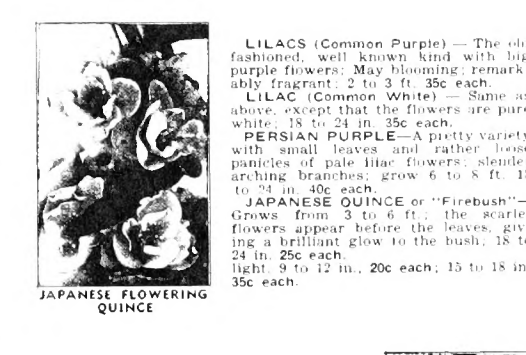 LILACS (Common Purple) — The
fashioned, well known kind with big
purple flowers; May blooming; remark-
ably fragrant; 2 to 3 ft. 35c each.
LILAC (Common White) — Same as
above, except that the flowers are pure
white; 18 to 24 in. 35c each.
PERSIAN PURPLE—A pretty variety
with small leaves and rather loose
panicles of pale lilac flowers; slender
arching branches; grow 6 to 8 ft.
to 24 in. 40c each.
JAPANESE QUINCE or "Firebush"—
Grows from 3 to 6 ft.; the scarlet
flowers appear before the leaves, giv-
ing a brilliant glow to the bush; 18 to
24 in. 25c each.
light. 9 to 12 in., 20c each; 15 to 18 in
35c each.
JAPANESE FLOWERING
QUINCE